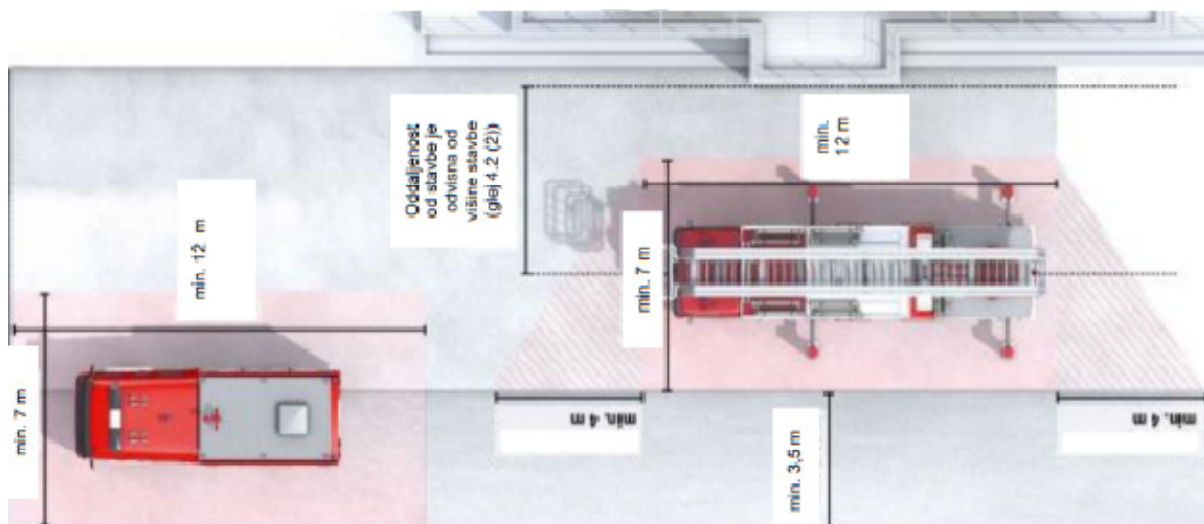 Oddaljenost
od stavbe je
odvisna od
višine stavbe
(glej 4.2 (2))
min.
12 m
min. 12 m
min. 7 m
min. 7 m
min. 4 m
min. 4 m
min. 3,5 m